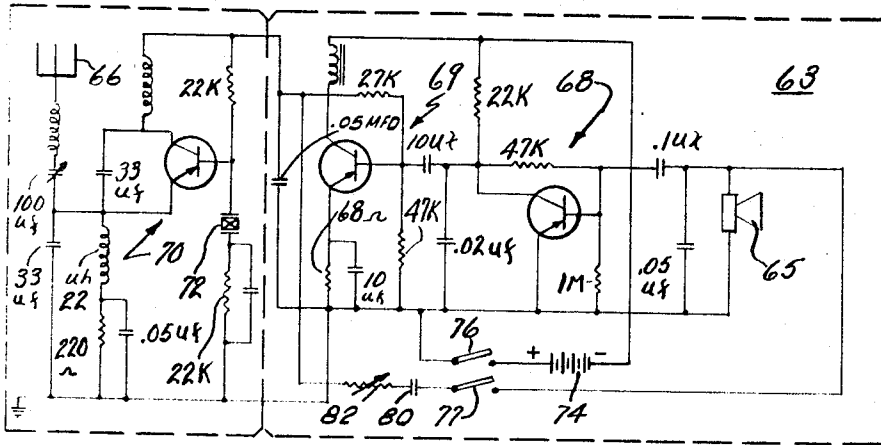 66
22K
27K
69
22K
68
63
.05MFD
10uf
47K
.1uf
33
uf
100
uf
68Ω
47K
.02uf
.05
uf
65
33
uf
uh
22
70
72
10
uf
1M
220
Ω
.05uf
22K
76
+
-
82
80
77
74